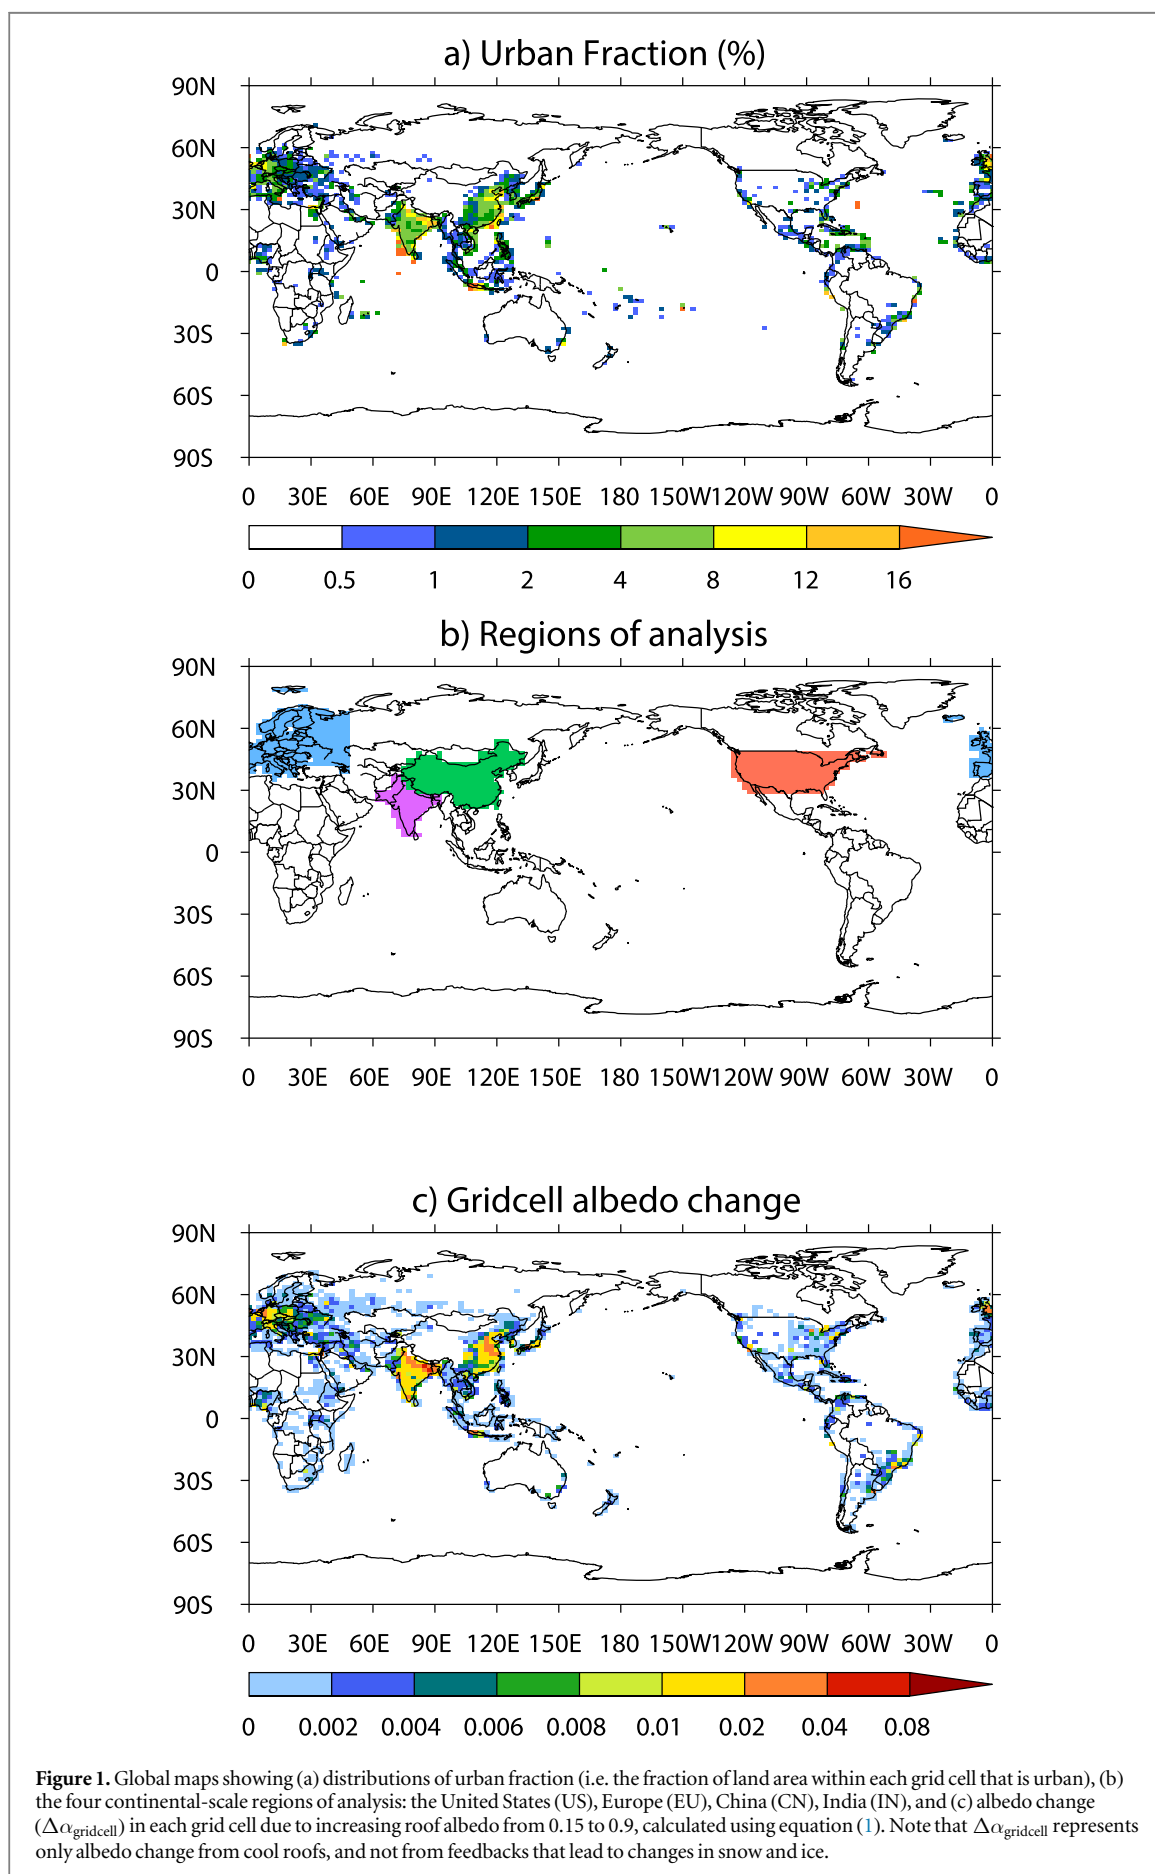 a) Urban Fraction (%)
90N
60N
30N
0
30S
60S
90S
0 30E 60E 90E 120E 150E 180 150W 120W 90W 60W 30W 0
0 0.5 1 2 4 8 12 16
b) Regions of analysis
90N
60N
30N
0
30S
60S
90S
0 30E 60E 90E 120E 150E 180 150W 120W 90W 60W 30W 0
c) Gridcell albedo change
90N
60N
30N
0
30S
60S
90S
0 30E 60E 90E 120E 150E 180 150W 120W 90W 60W 30W 0
0 0.002 0.004 0.006 0.008 0.01 0.02 0.04 0.08
Figure 1. Global maps showing (a) distributions of urban fraction (i.e. the fraction of land area within each grid cell that is urban), (b)
the four continental-scale regions of analysis: the United States (US), Europe (EU), China (CN), India (IN), and (c) albedo change
(Δα_gridcell) in each grid cell due to increasing roof albedo from 0.15 to 0.9, calculated using equation (1). Note that Δα_gridcell represents
only albedo change from cool roofs, and not from feedbacks that lead to changes in snow and ice.